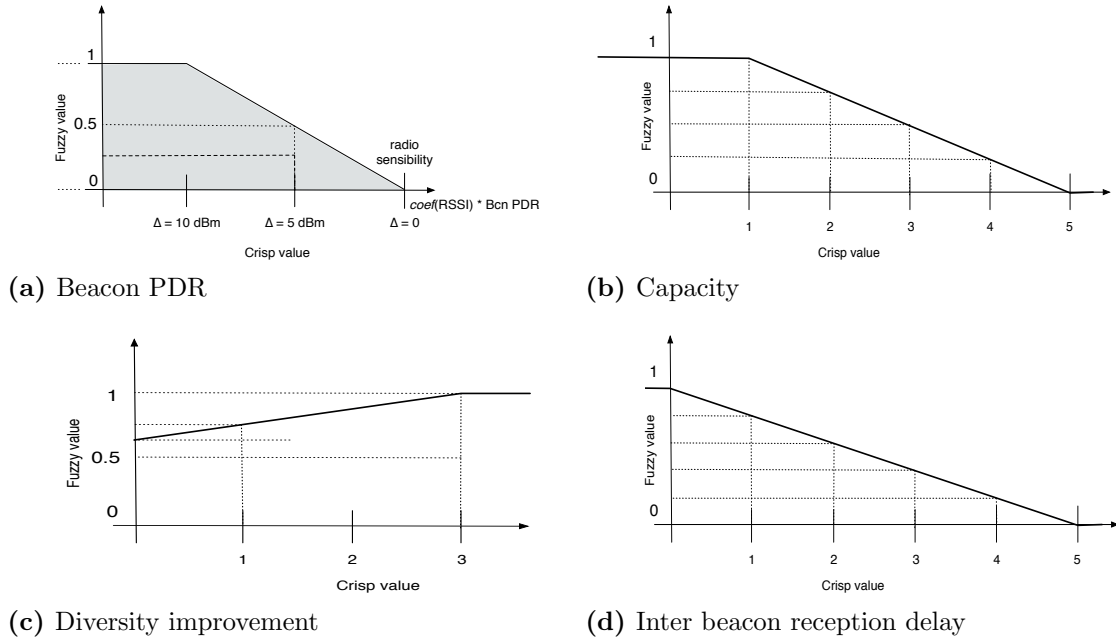 1
0.5
0
Fuzzy value
radio
sensibility
coef(RSSI) * Bcn PDR
Δ = 10 dBm
Δ = 5 dBm
Δ = 0
Crisp value
(a) Beacon PDR
1
0
Fuzzy value
1
2
3
4
5
Crisp value
(b) Capacity
1
0.5
0
Fuzzy value
1
2
3
Crisp value
(c) Diversity improvement
1
0
Fuzzy value
1
2
3
4
5
Crisp value
(d) Inter beacon reception delay